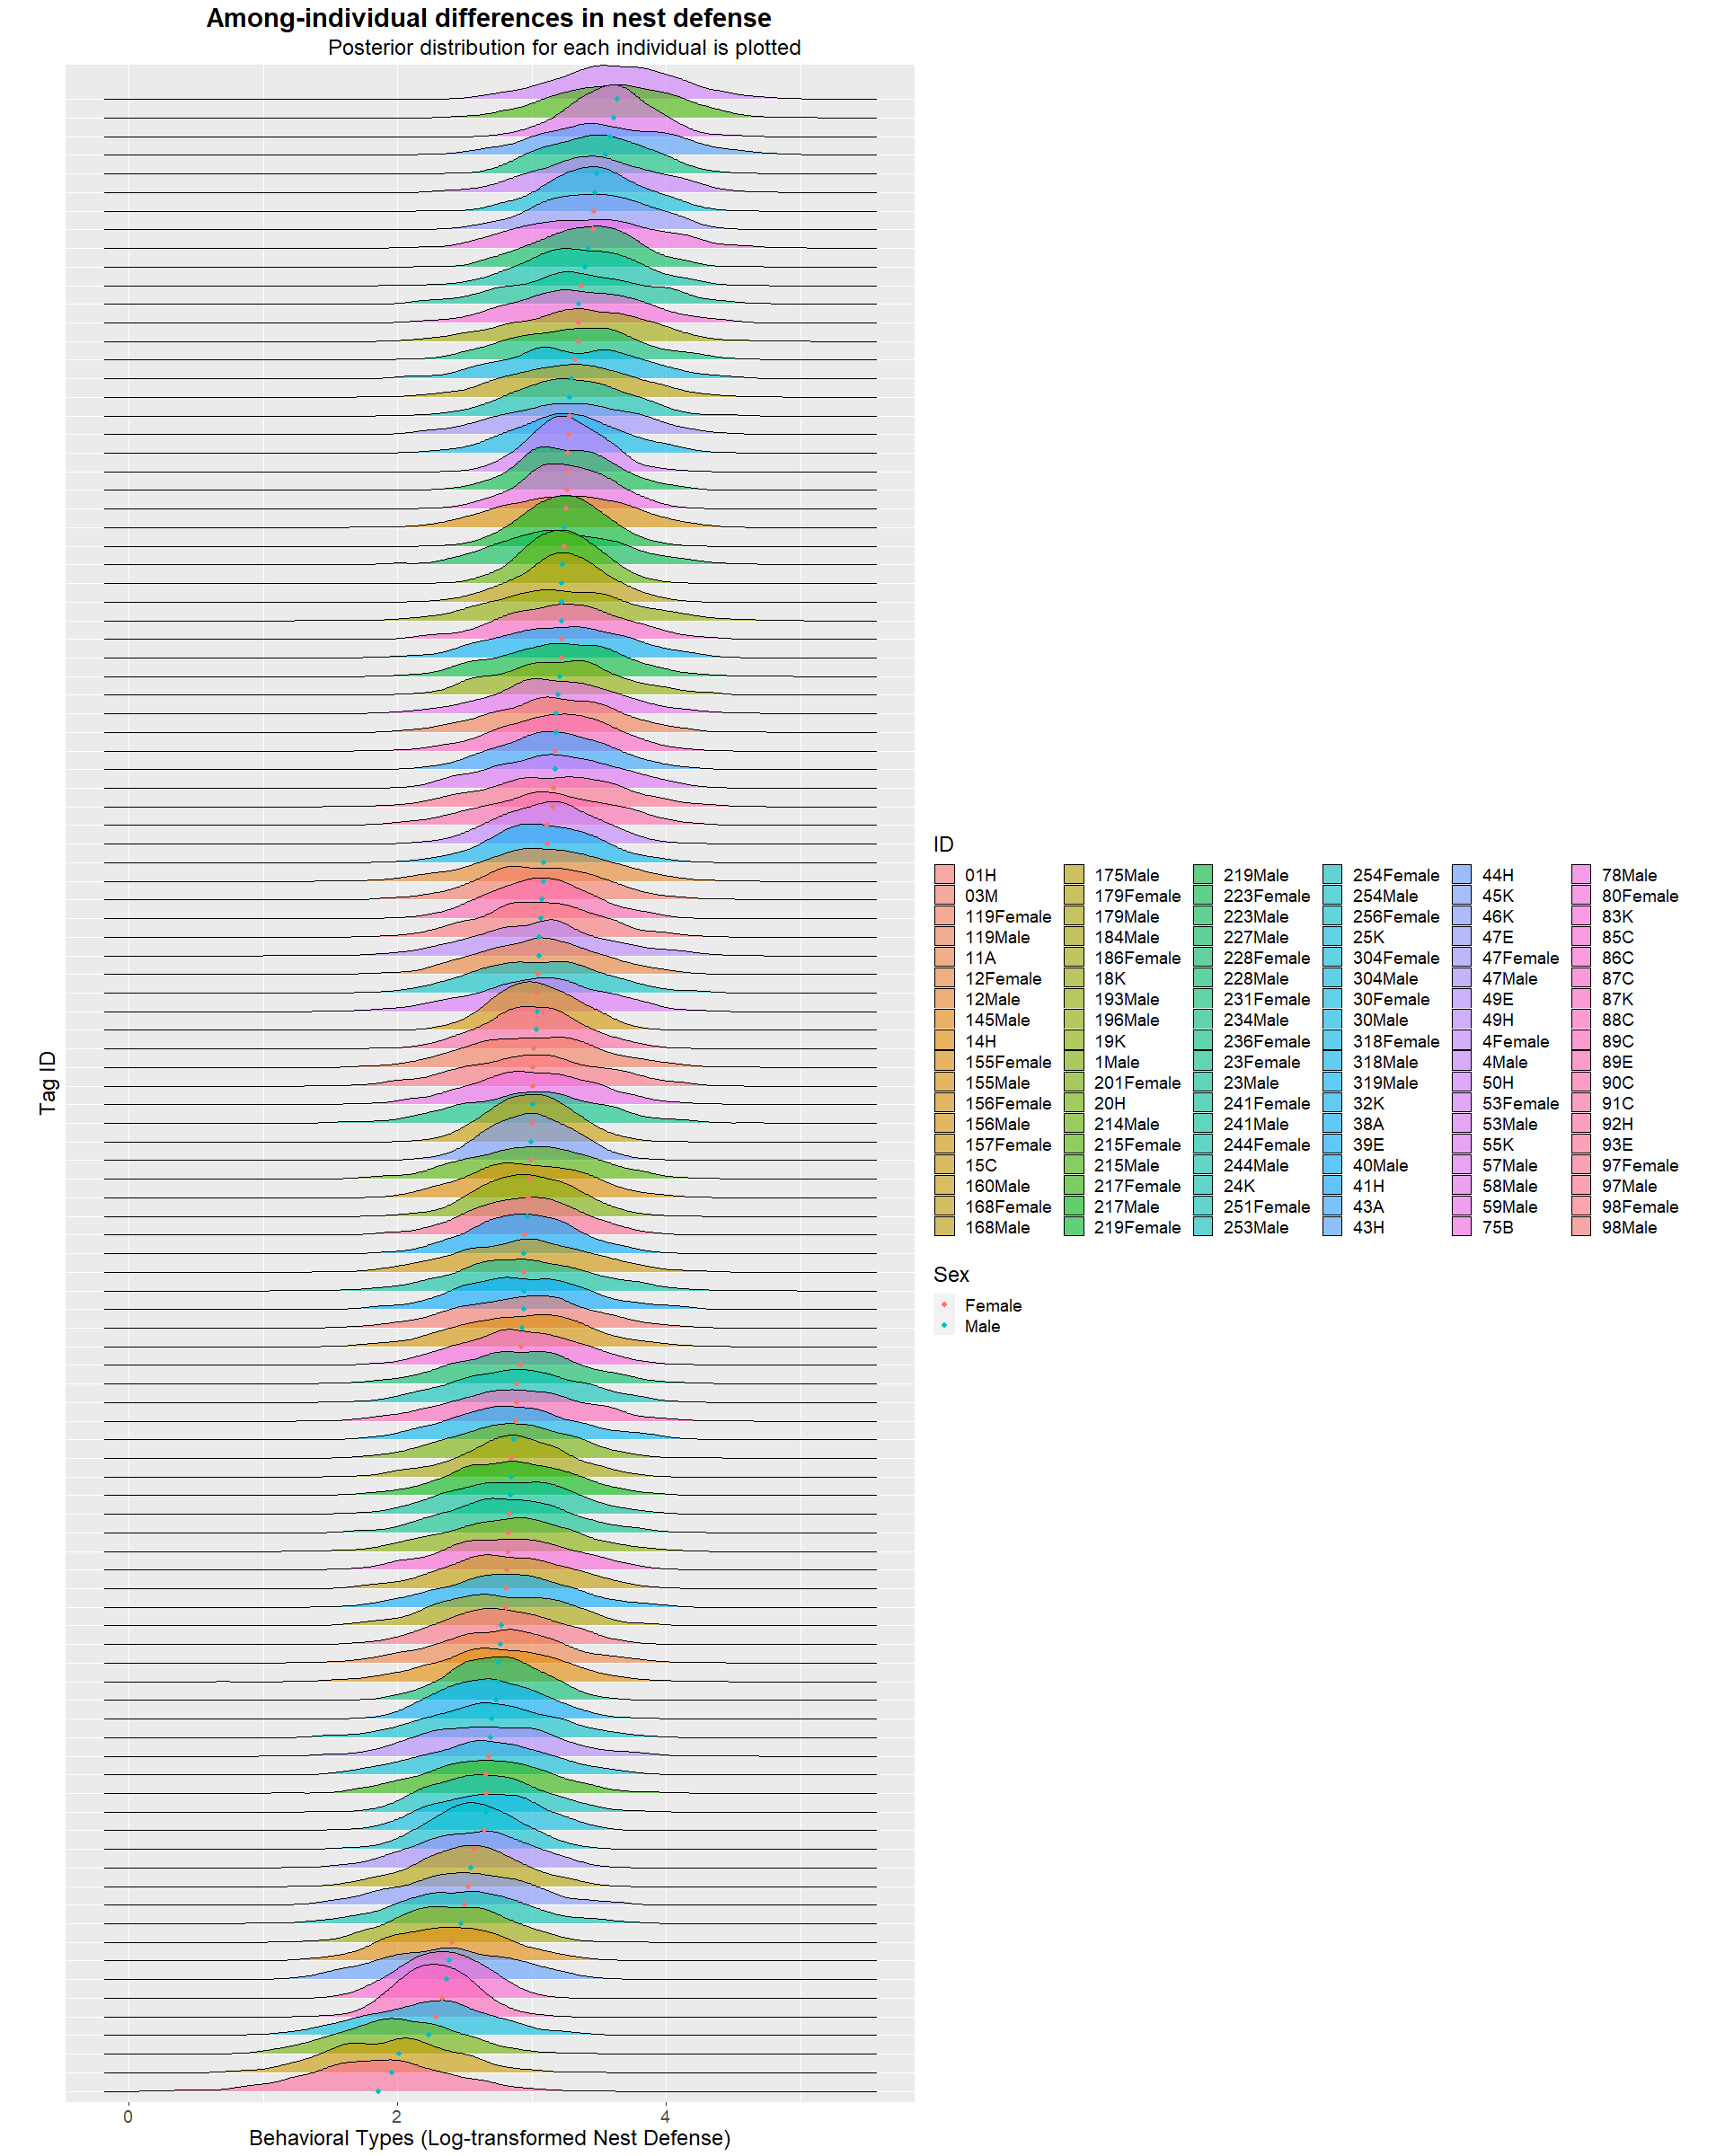 Among-individual differences in nest defense
Posterior distribution for each individual is plotted
Tag ID
0 2 4
Behavioral Types (Log-transformed Nest Defense)
ID
01H 175Male 219Male 254Female 44H 78Male
03M 179Female 223Female 254Male 45K 80Female
119Female 179Male 223Male 256Female 46K 83K
119Male 184Male 227Male 25K 47E 85C
11A 186Female 228Female 304Female 47Female 86C
12Female 18K 228Male 304Male 47Male 87C
12Male 193Male 231Female 30Female 49E 87K
145Male 196Male 234Male 30Male 49H 88C
14H 19K 236Female 318Female 4Female 89C
155Female 1Male 23Female 318Male 4Male 89E
155Male 201Female 23Male 319Male 50H 90C
156Female 20H 241Female 32K 53Female 91C
156Male 214Male 241Male 38A 53Male 92H
157Female 215Female 244Female 39E 55K 93E
15C 215Male 244Male 40Male 57Male 97Female
160Male 217Female 24K 41H 58Male 97Male
168Female 217Male 251Female 43A 59Male 98Female
168Male 219Female 253Male 43H 75B 98Male
Sex
Female
Male